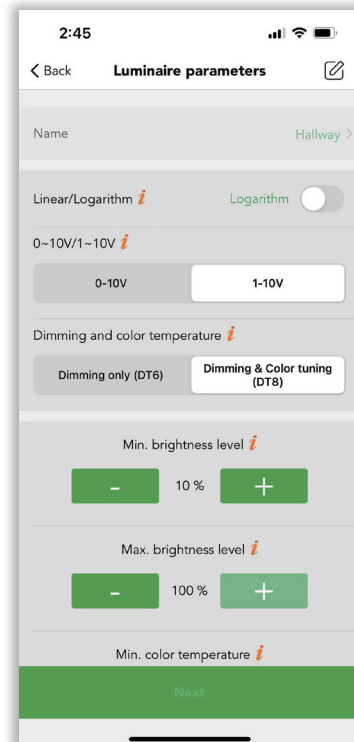 2:45
Back Luminaire parameters
Name Hallway
Linear/Logarithm i Logarithm
0~10V/1~10V i
0-10V 1-10V
Dimming and color temperature i
Dimming only (DT6) Dimming & Color tuning
(DT8)
Min. brightness level i
- 10 % +
Max. brightness level i
- 100 % +
Min. color temperature i
Next